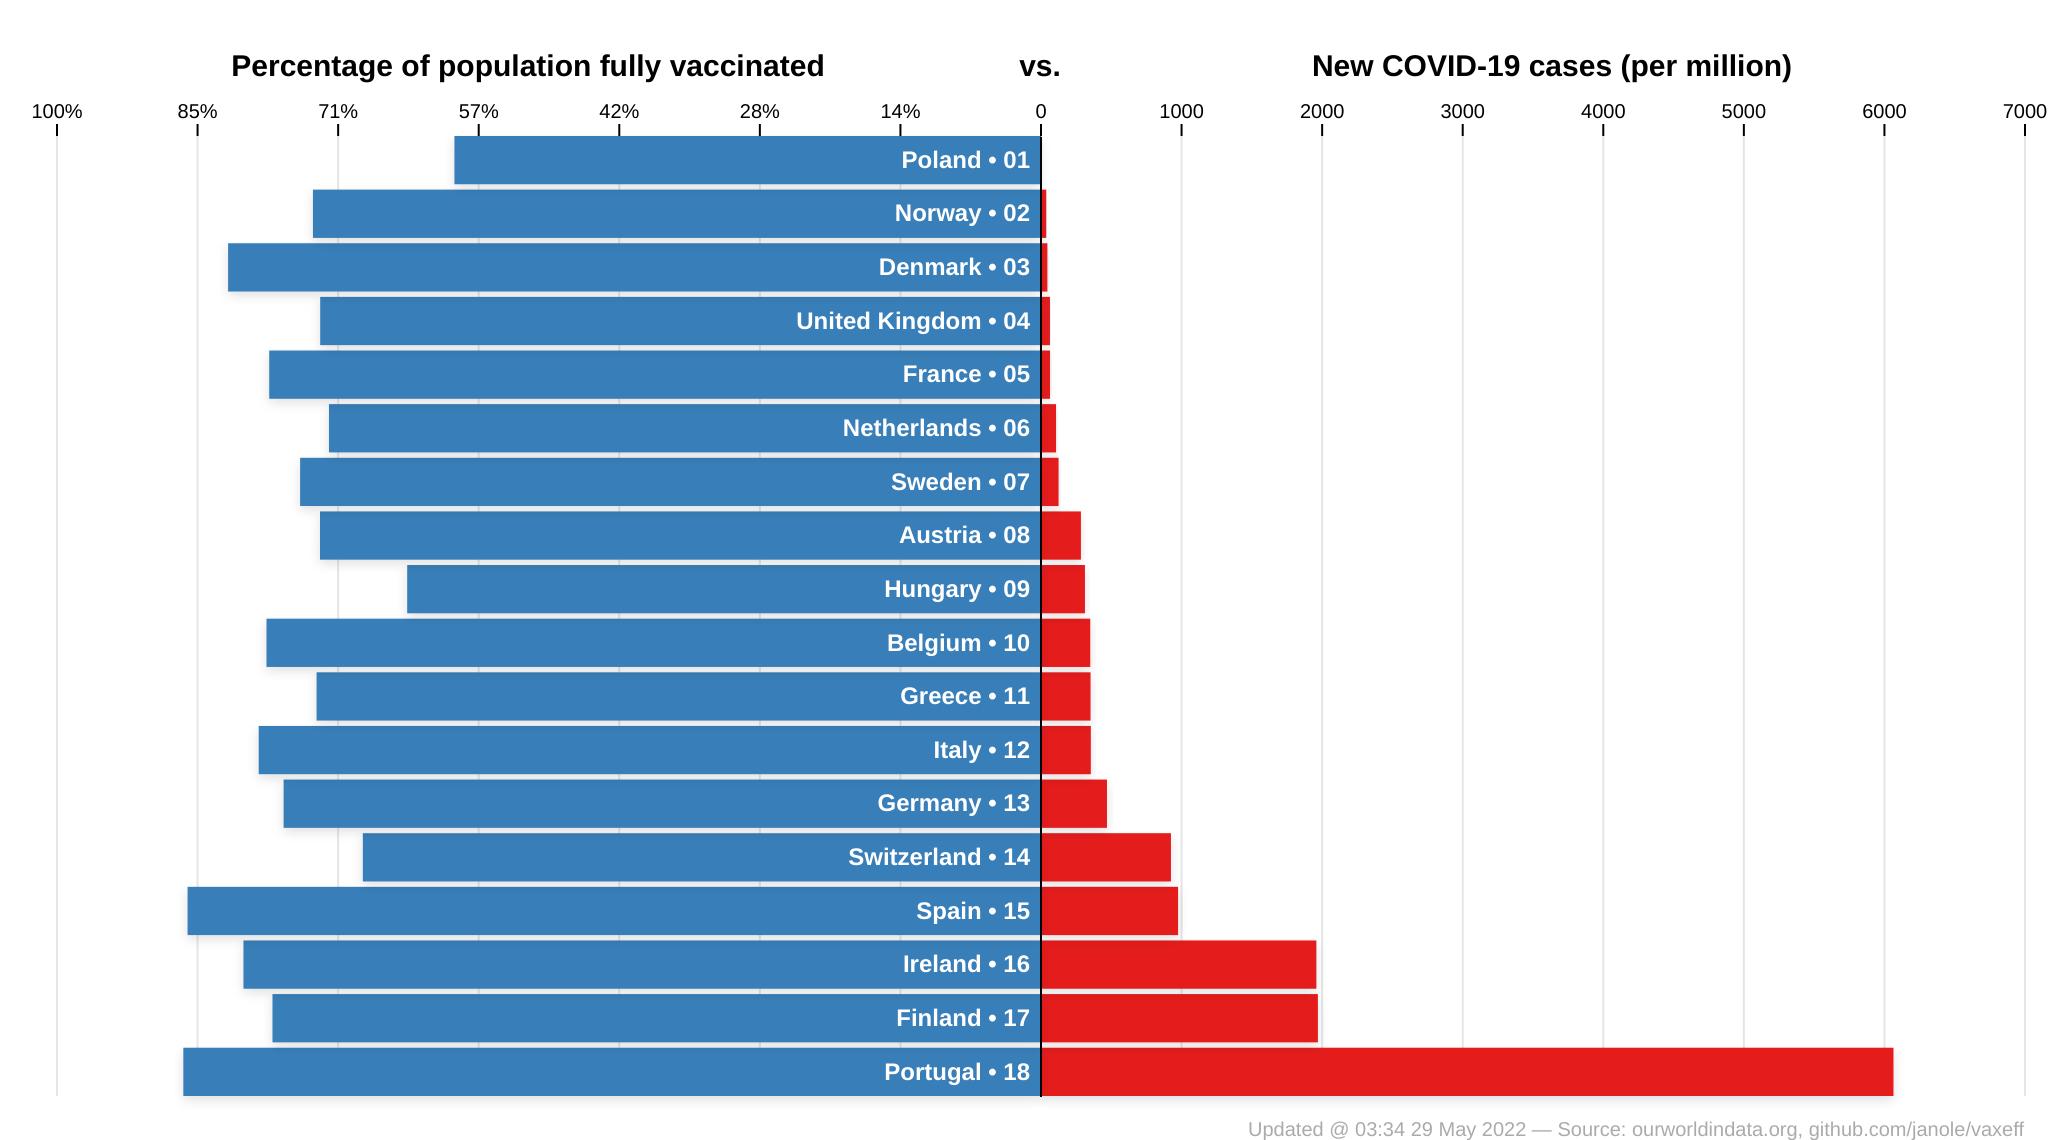 Percentage of population fully vaccinated vs. New COVID-19 cases (per million)
100% 85% 71% 57% 42% 28% 14% 0 1000 2000 3000 4000 5000 6000 7000
Poland • 01
Norway • 02
Denmark • 03
United Kingdom • 04
France • 05
Netherlands • 06
Sweden • 07
Austria • 08
Hungary • 09
Belgium • 10
Greece • 11
Italy • 12
Germany • 13
Switzerland • 14
Spain • 15
Ireland • 16
Finland • 17
Portugal • 18
Updated @ 03:34 29 May 2022 — Source: ourworldindata.org, github.com/janole/vaxeff